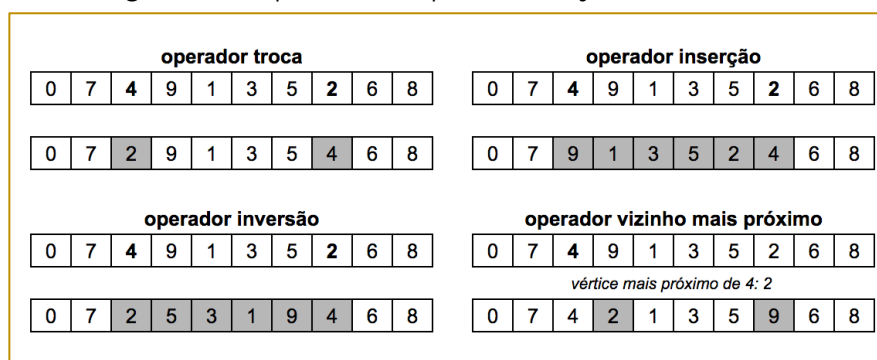 operador troca
0 7 4 9 1 3 5 2 6 8
0 7 2 9 1 3 5 4 6 8
operador inserção
0 7 4 9 1 3 5 2 6 8
0 7 9 1 3 5 2 4 6 8
operador inversão
0 7 4 9 1 3 5 2 6 8
0 7 2 5 3 1 9 4 6 8
operador vizinho mais próximo
0 7 4 9 1 3 5 2 6 8
vértice mais próximo de 4: 2
0 7 4 2 1 3 5 9 6 8